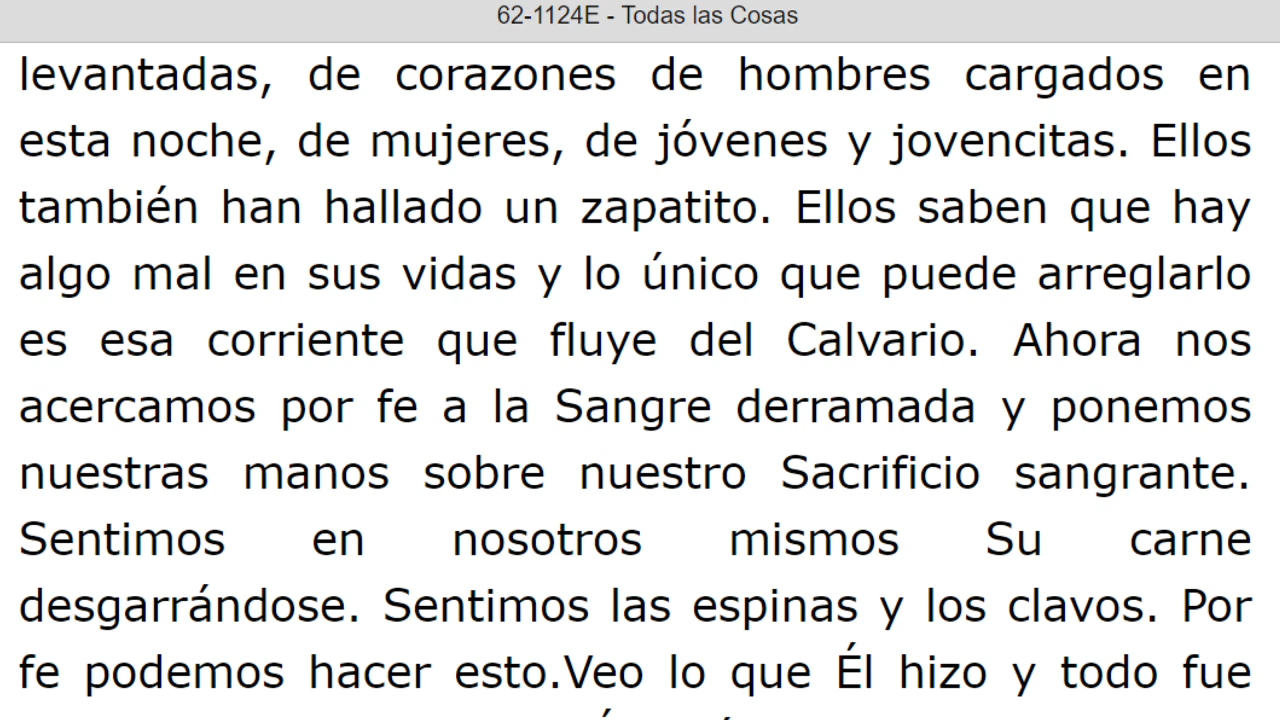 62-1124E - Todas las Cosas
levantadas, de corazones de hombres cargados en
esta noche, de mujeres, de jóvenes y jovencitas. Ellos
también han hallado un zapatito. Ellos saben que hay
algo mal en sus vidas y lo único que puede arreglarlo
es esa corriente que fluye del Calvario. Ahora nos
acercamos por fe a la Sangre derramada y ponemos
nuestras manos sobre nuestro Sacrificio sangrante.
Sentimos en nosotros mismos Su carne
desgarrándose. Sentimos las espinas y los clavos. Por
fe podemos hacer esto.Veo lo que Él hizo y todo fue